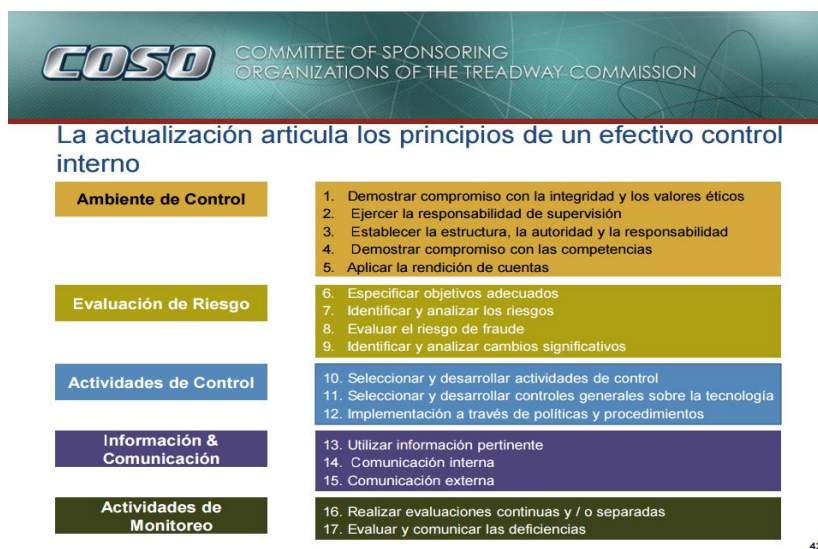 COSO
COMMITTEE OF SPONSORING
ORGANIZATIONS OF THE TREADWAY COMMISSION
La actualización articula los principios de un efectivo control
interno
Ambiente de Control
1. Demostrar compromiso con la integridad y los valores éticos
2. Ejercer la responsabilidad de supervisión
3. Establecer la estructura, la autoridad y la responsabilidad
4. Demostrar compromiso con las competencias
5. Aplicar la rendición de cuentas
Evaluación de Riesgo
6. Especificar objetivos adecuados
7. Identificar y analizar los riesgos
8. Evaluar el riesgo de fraude
9. Identificar y analizar cambios significativos
Actividades de Control
10. Seleccionar y desarrollar actividades de control
11. Seleccionar y desarrollar controles generales sobre la tecnología
12. Implementación a través de políticas y procedimientos
Información &
Comunicación
13. Utilizar información pertinente
14. Comunicación interna
15. Comunicación externa
Actividades de
Monitoreo
16. Realizar evaluaciones continuas y / o separadas
17. Evaluar y comunicar las deficiencias